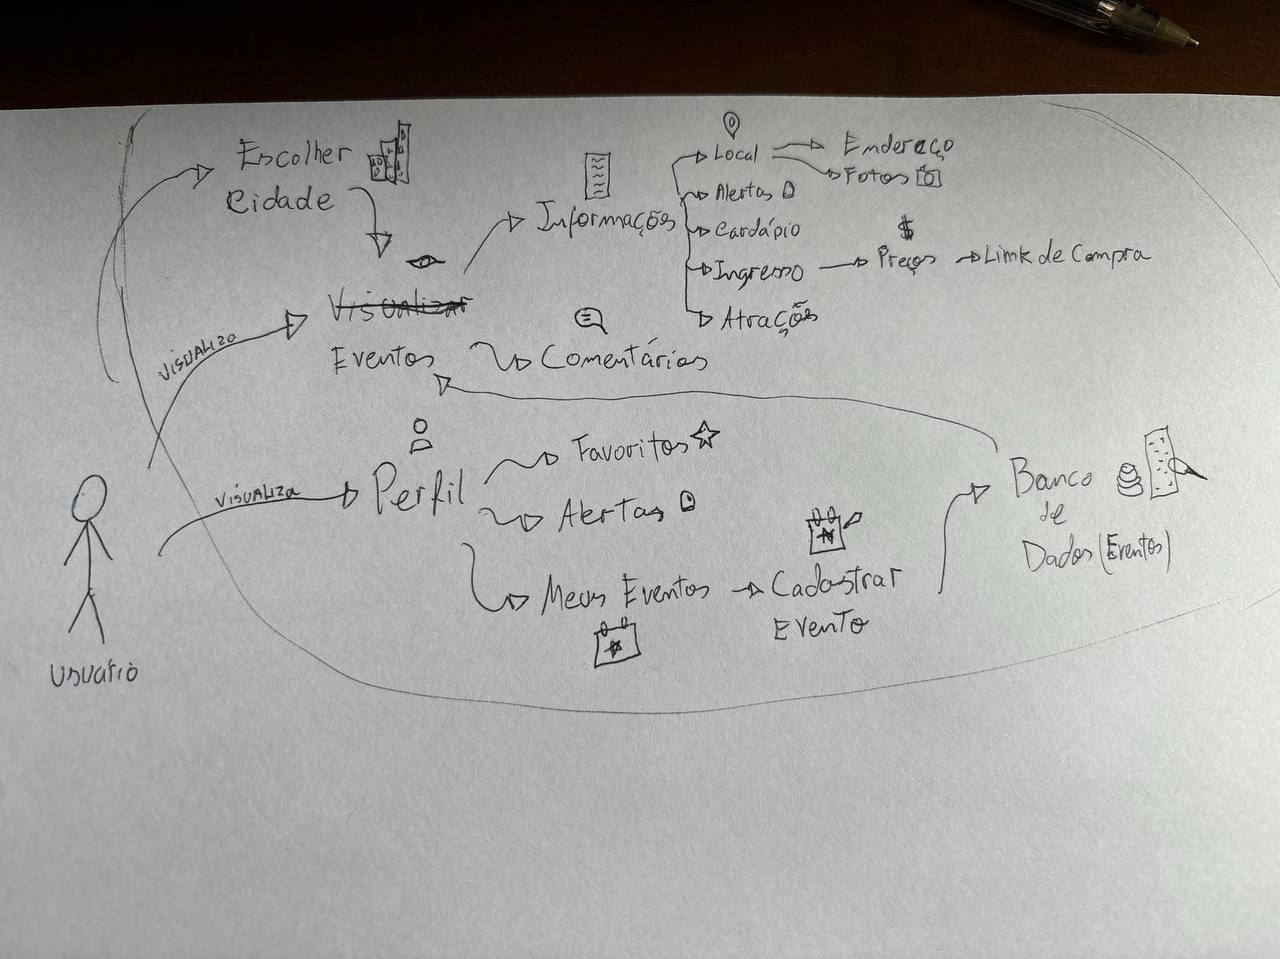 Escolher
Cidade
Visualizar
Eventos
VISUALIZA
Informações
Local
Endereço
Fotos
Alertas
Cardápio
Ingresso
$
Preços
Link de Compra
Atrações
Comentários
VISUALIZA
Perfil
Favoritos
Alertas
Meus Eventos
Cadastrar
Evento
Banco
de
Dados (Eventos)
usuario